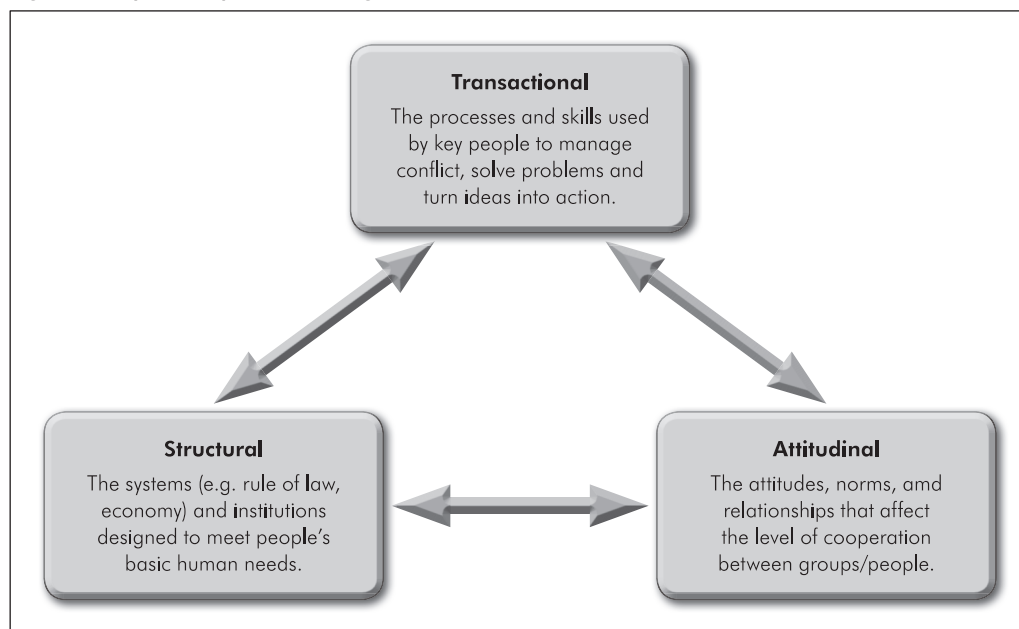 Transactional
The processes and skills used
by key people to manage
conflict, solve problems and
turn ideas into action.
Structural
The systems (e.g. rule of law,
economy) and institutions
designed to meet people's
basic human needs.
Attitudinal
The attitudes, norms, amd
relationships that affect
the level of cooperation
between groups/people.